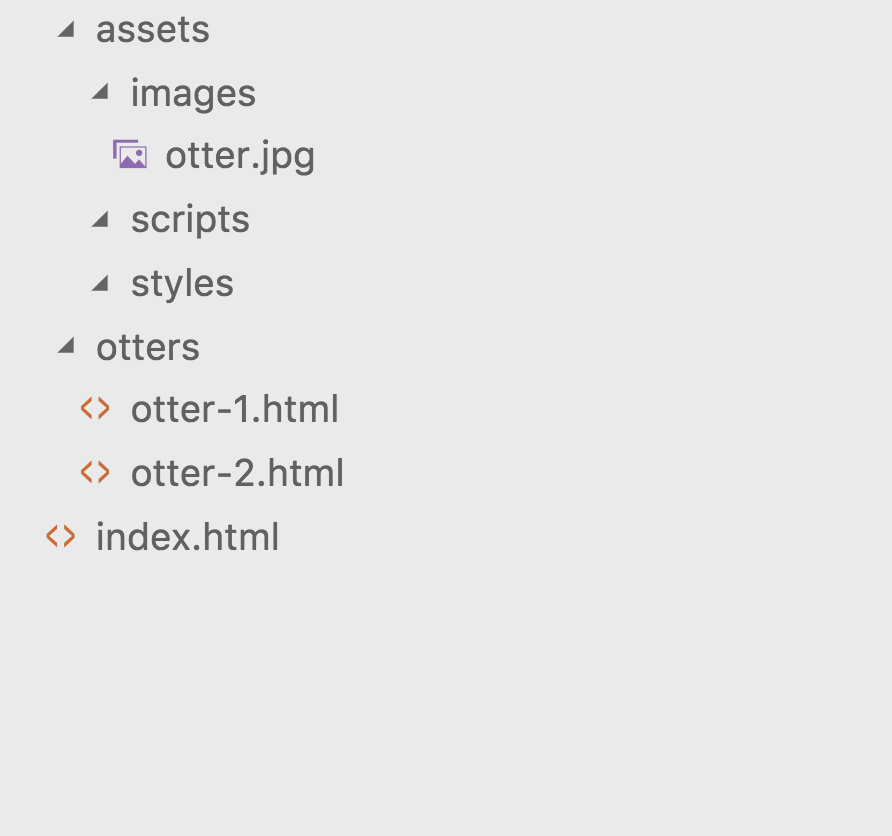 assets
images
otter.jpg
scripts
styles
otters
otter-1.html
otter-2.html
index.html